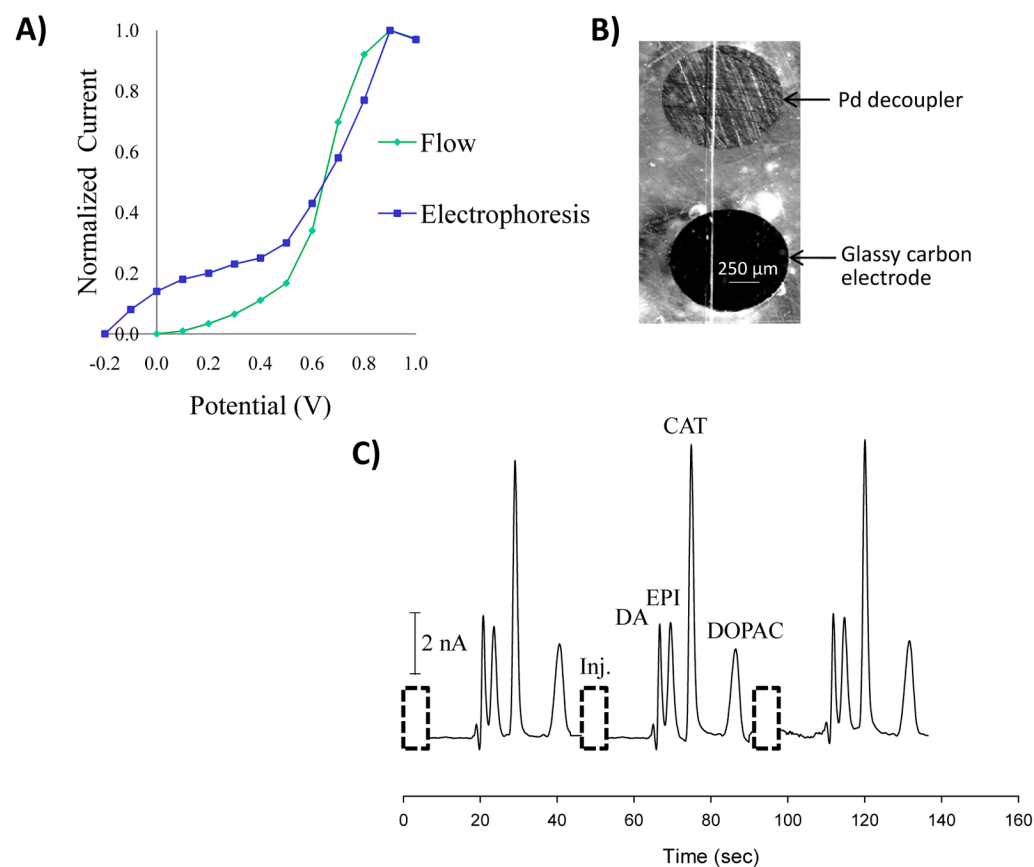 A)
1.0
0.8
0.6
0.4
0.2
0.0
Normalized Current
-0.2 0.0 0.2 0.4 0.6 0.8 1.0
Potential (V)
Flow
Electrophoresis
B)
Pd decoupler
Glassy carbon
electrode
250 µm
C)
CAT
EPI
DA
DOPAC
2 nA
Inj.
0 20 40 60 80 100 120 140 160
Time (sec)